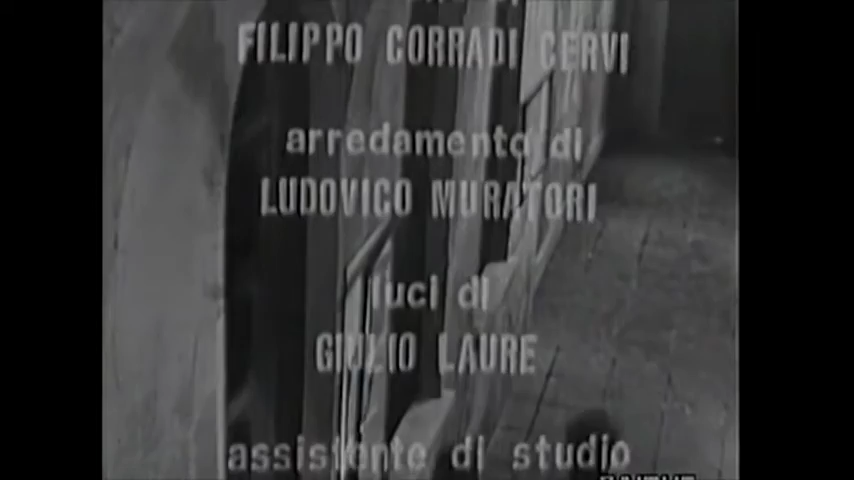 FILIPPO CORRADI CERVI
arredamento di
LUDOVICO MURATORI
luci di
GIULIO LAURE
assistente di studio